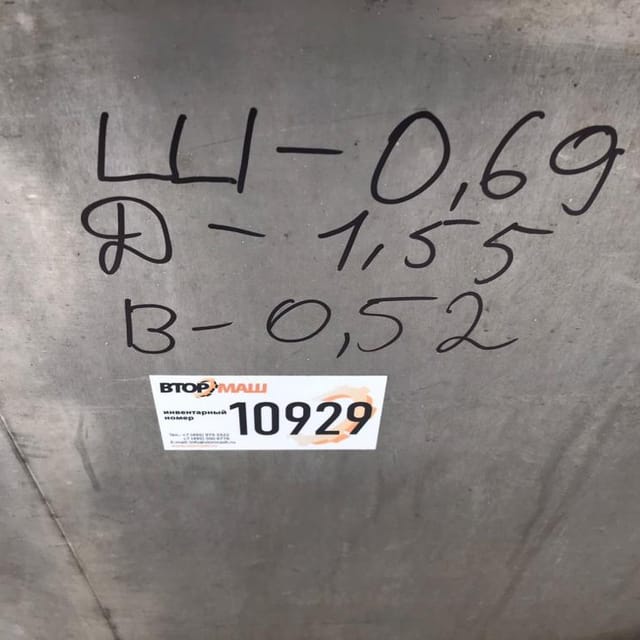 Ш - 0,69
Д - 1,55
В - 0,52
ВТОРМАШ
инвентарный
номер
10929